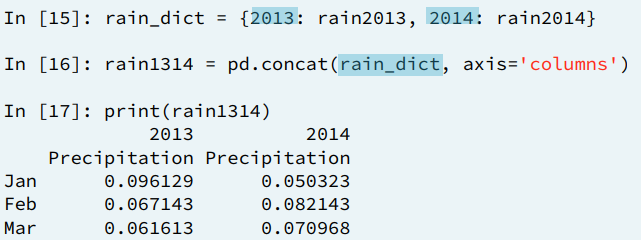 In [15]: rain_dict = {2013: rain2013, 2014: rain2014}
In [16]: rain1314 = pd.concat(rain_dict, axis='columns')
In [17]: print(rain1314)
2013 2014
Precipitation Precipitation
Jan 0.096129 0.050323
Feb 0.067143 0.082143
Mar 0.061613 0.070968